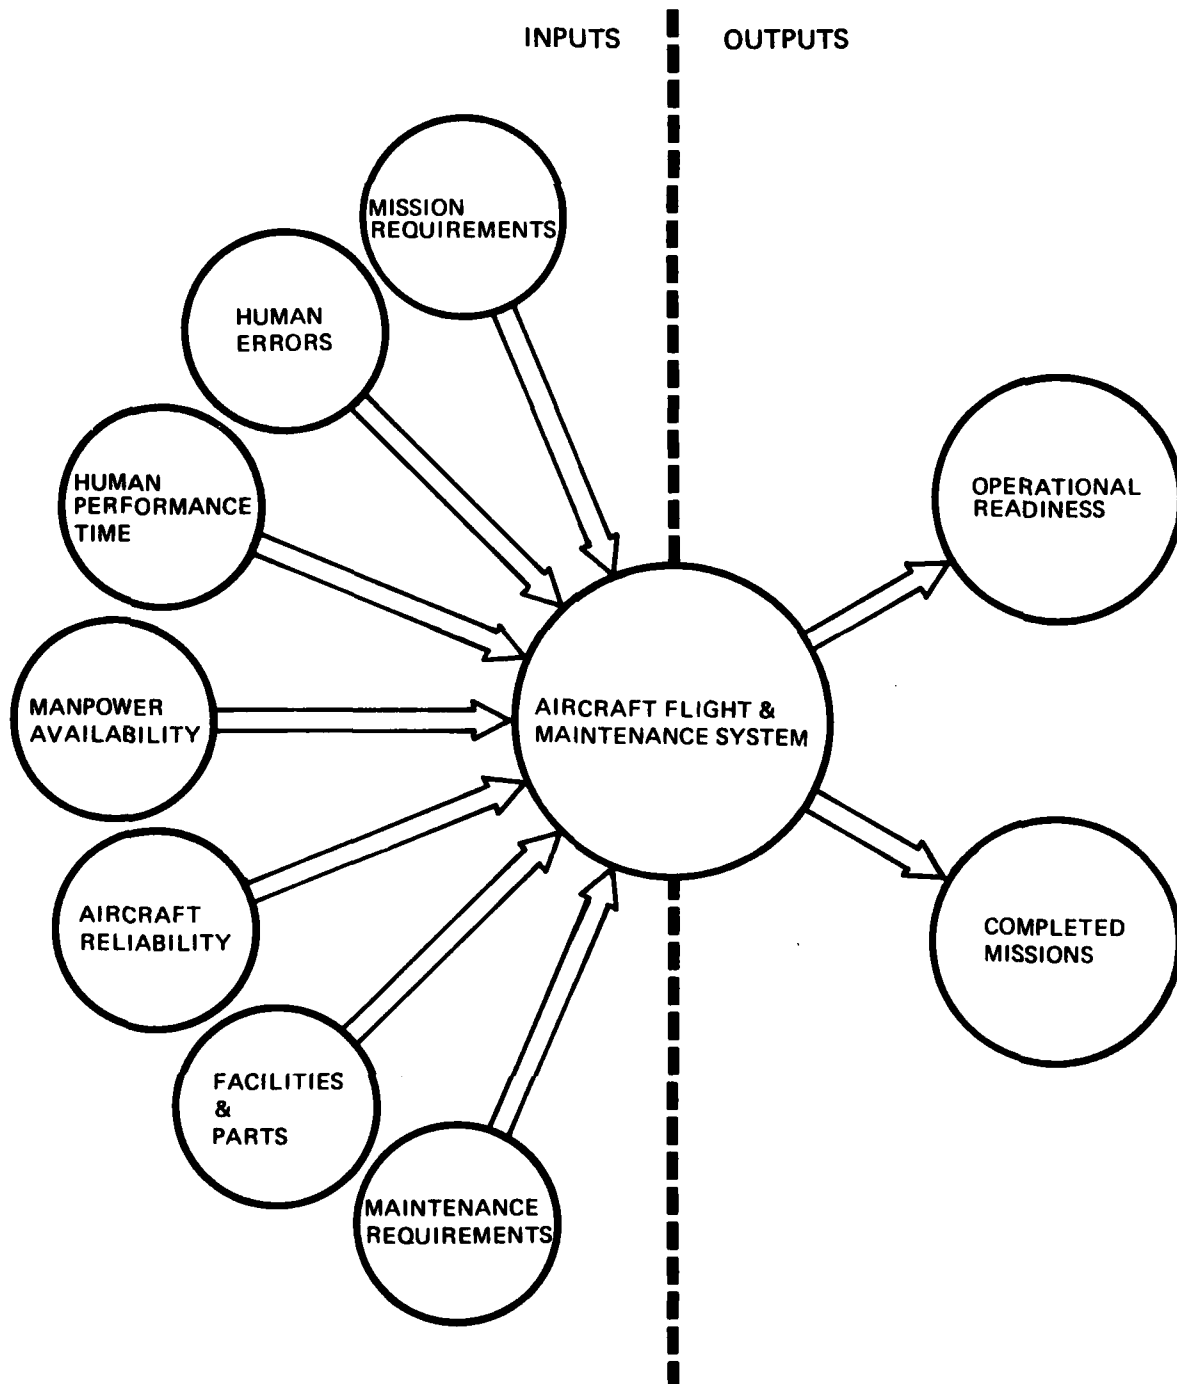 INPUTS
OUTPUTS
MISSION
REQUIREMENTS
HUMAN
ERRORS
HUMAN
PERFORMANCE
TIME
MANPOWER
AVAILABILITY
AIRCRAFT
RELIABILITY
FACILITIES
&
PARTS
MAINTENANCE
REQUIREMENTS
AIRCRAFT FLIGHT &
MAINTENANCE SYSTEM
OPERATIONAL
READINESS
COMPLETED
MISSIONS